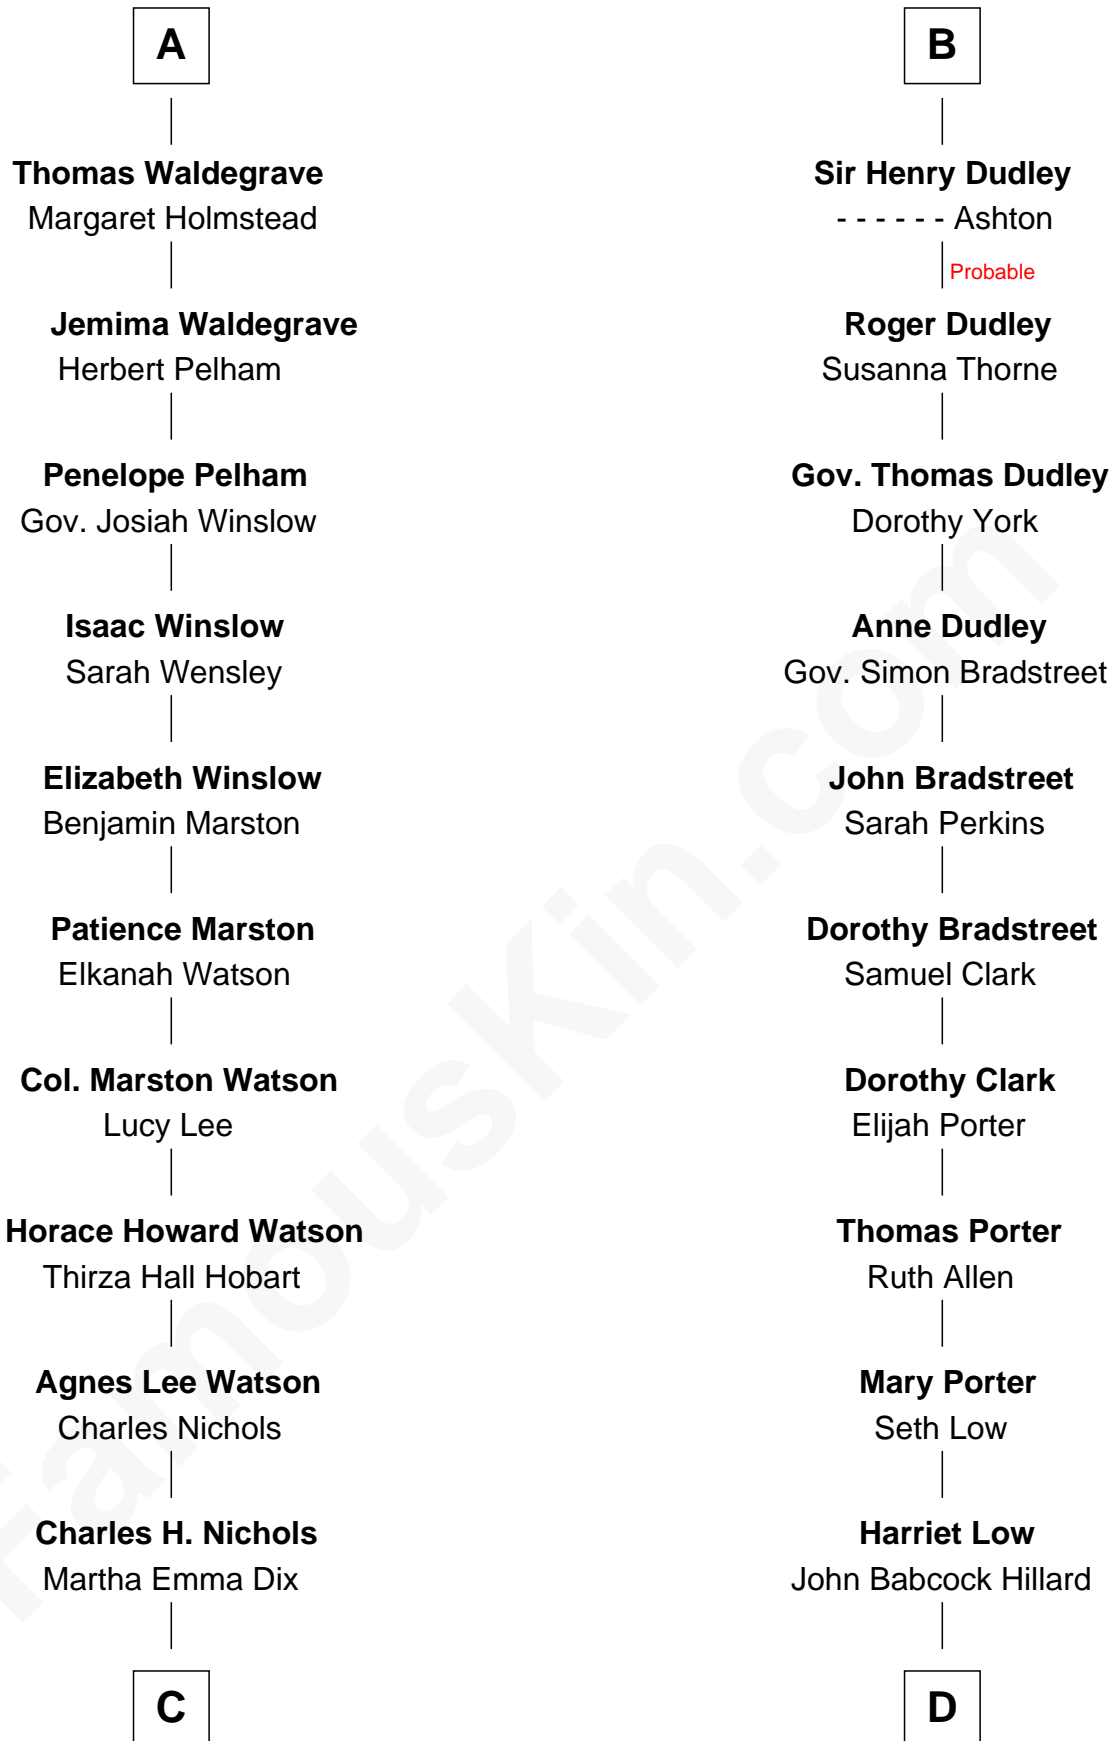 A
Thomas Waldegrave
Margaret Holmstead
Jemima Waldegrave
Herbert Pelham
Penelope Pelham
Gov. Josiah Winslow
Isaac Winslow
Sarah Wensley
Elizabeth Winslow
Benjamin Marston
Patience Marston
Elkanah Watson
Col. Marston Watson
Lucy Lee
Horace Howard Watson
Thirza Hall Hobart
Agnes Lee Watson
Charles Nichols
Charles H. Nichols
Martha Emma Dix
C
B
Sir Henry Dudley
- - - - - - Ashton
Probable
Roger Dudley
Susanna Thorne
Gov. Thomas Dudley
Dorothy York
Anne Dudley
Gov. Simon Bradstreet
John Bradstreet
Sarah Perkins
Dorothy Bradstreet
Samuel Clark
Dorothy Clark
Elijah Porter
Thomas Porter
Ruth Allen
Mary Porter
Seth Low
Harriet Low
John Babcock Hillard
D
FamousKin.com